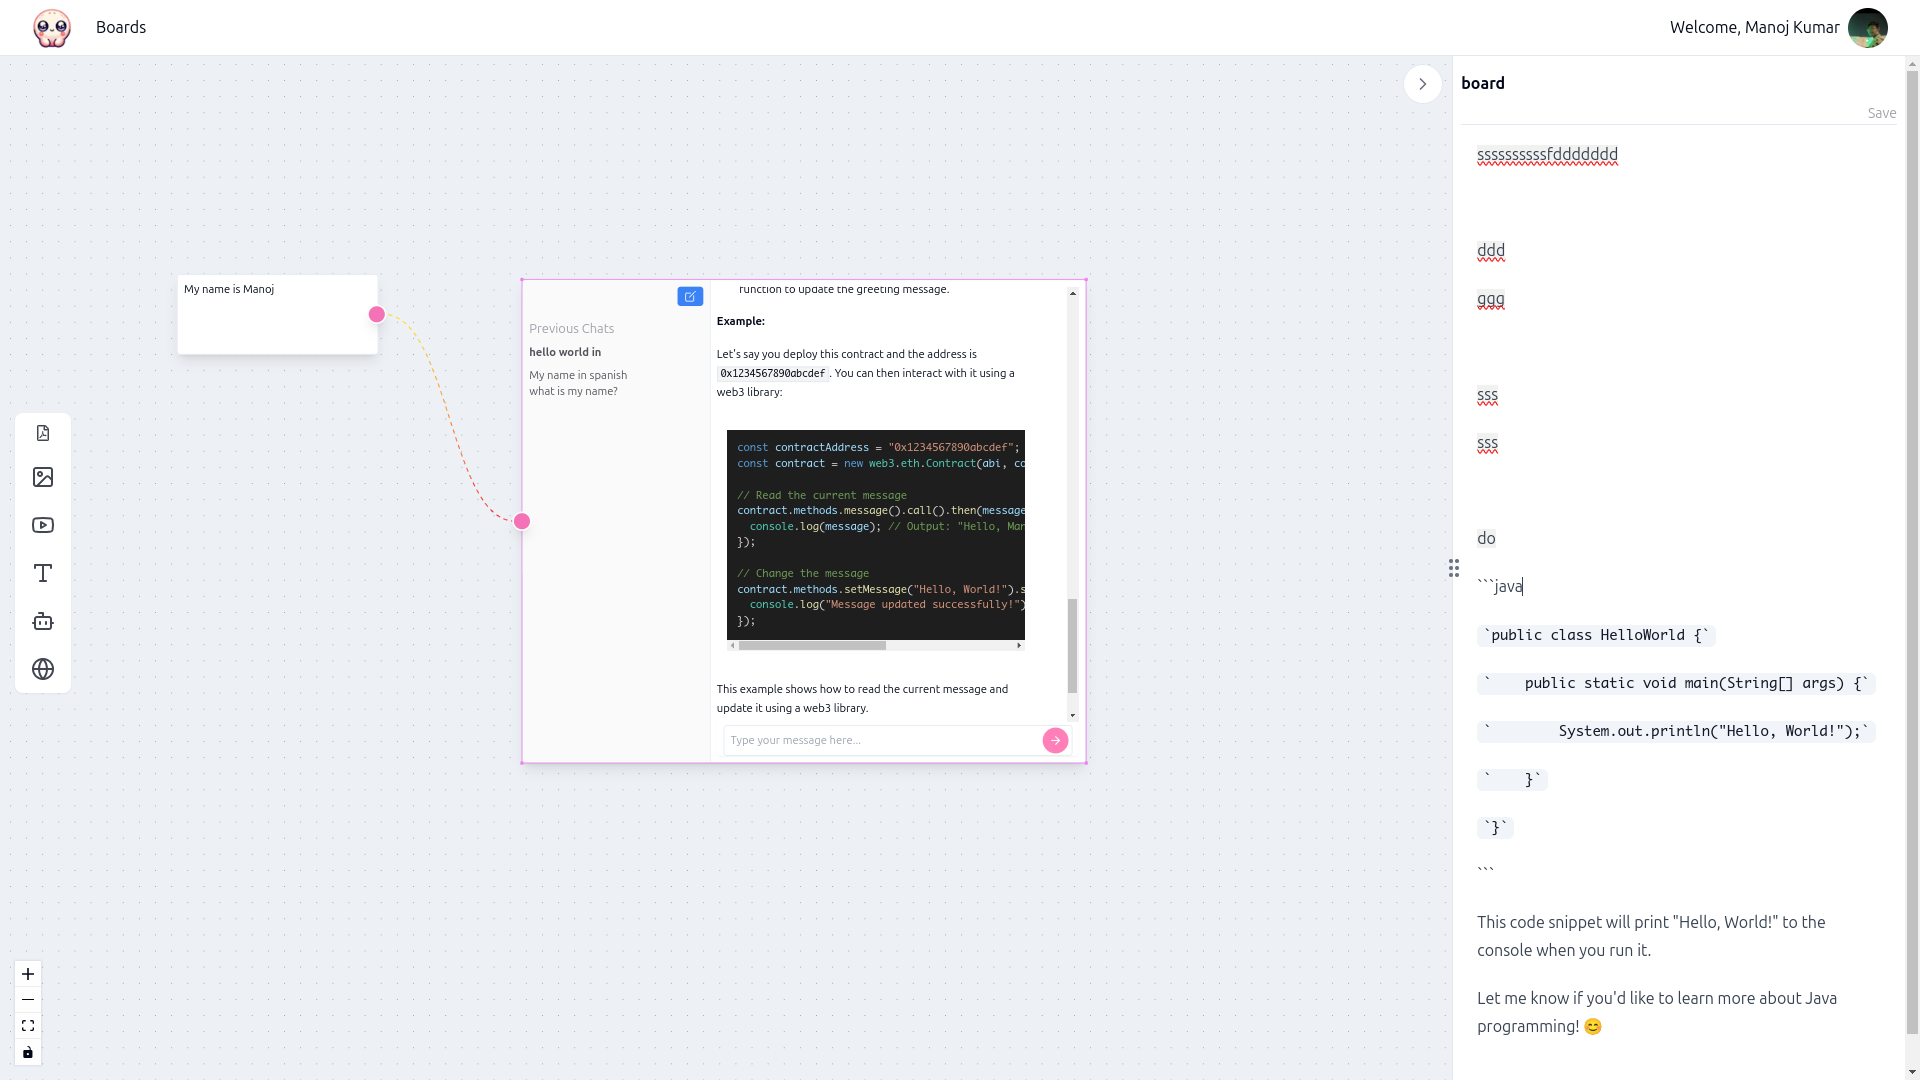 Boards
Welcome, Manoj Kumar
My name is Manoj
Previous Chats
hello world in
My name in spanish
what is my name?
function to update the greeting message.
Example:
Let's say you deploy this contract and the address is
0x1234567890abcdef. You can then interact with it using a
web3 library:
const contractAddress = "0x1234567890abcdef";
const contract = new web3.eth.Contract(abi, co
// Read the current message
contract.methods.message().call().then(message
console.log(message); // Output: "Hello, Man
});
// Change the message
contract.methods.setMessage("Hello, World!").s
console.log("Message updated successfully!")
});
This example shows how to read the current message and
update it using a web3 library.
Type your message here...
board
Save
ssssssssssfddddddd
ddd
ggg
sss
sss
do
```java
`public class HelloWorld {`
`    public static void main(String[] args) {`
`        System.out.println("Hello, World!");`
`    }`
`}`
```
This code snippet will print "Hello, World!" to the
console when you run it.
Let me know if you'd like to learn more about Java
programming! 😊